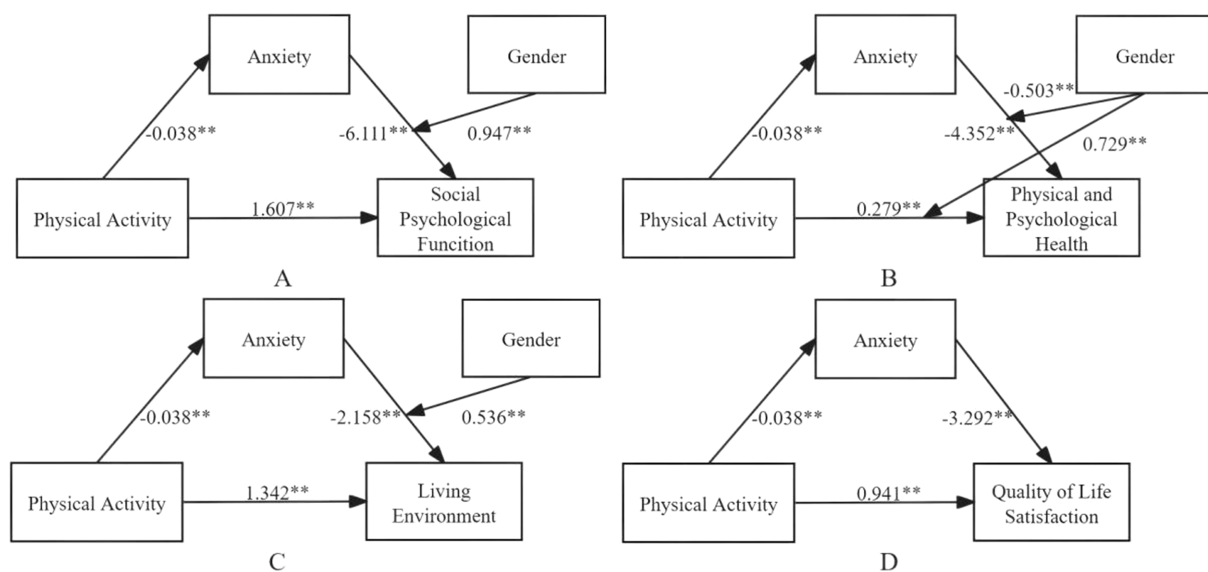 Anxiety
Gender
-0.038**
-6.111**
0.947**
Physical Activity
1.607**
Social
Psychological
Funcition
A
Anxiety
Gender
-0.503**
-0.038**
-4.352**
0.729**
Physical Activity
0.279**
Physical and
Psychological
Health
B
Anxiety
Gender
-0.038**
-2.158**
0.536**
Physical Activity
1.342**
Living
Environment
C
Anxiety
-0.038**
-3.292**
Physical Activity
0.941**
Quality of Life
Satisfaction
D